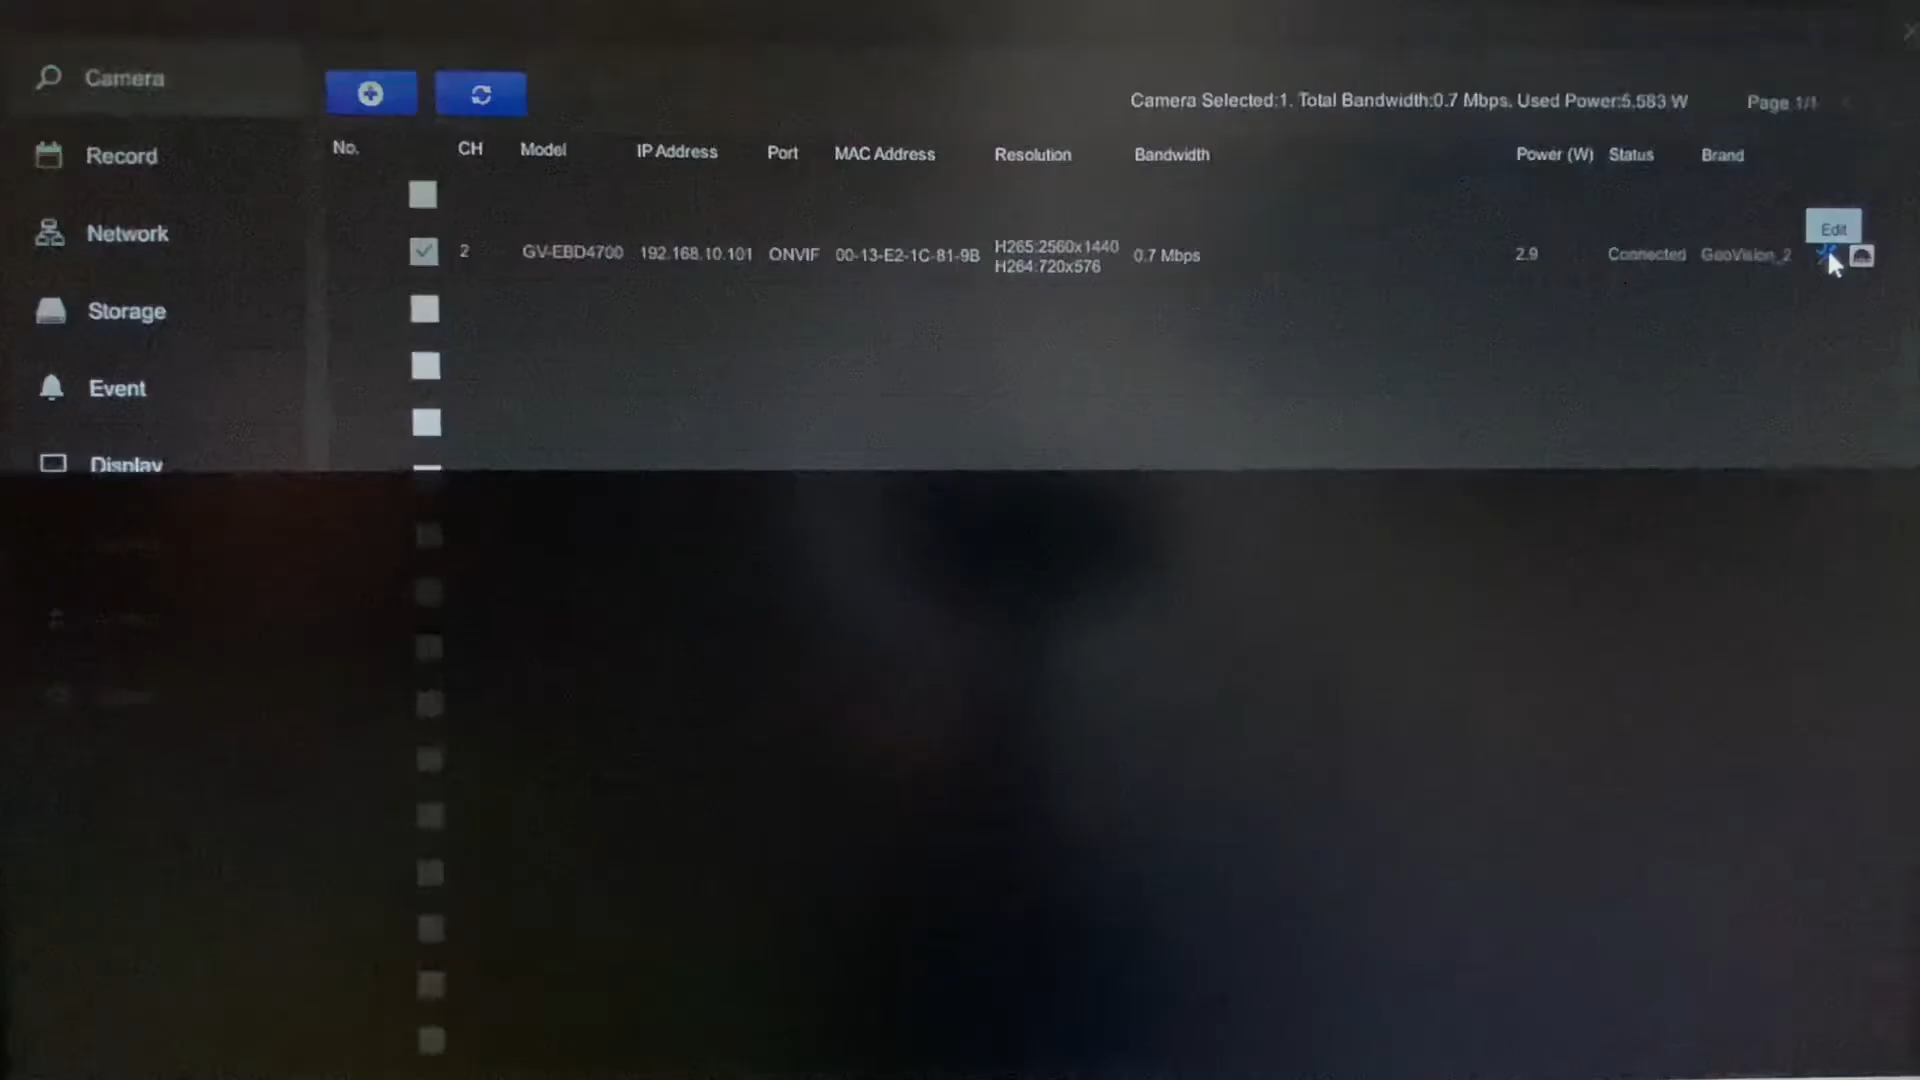 Camera
Record
Network
Storage
Event
Display
Camera Selected:1. Total Bandwidth:0.7 Mbps. Used Power:5.583 W
Page 1/1
No. CH Model IP Address Port MAC Address Resolution Bandwidth Power (W) Status Brand
Edit
2 GV-EBD4700 192.168.10.101 ONVIF 00-13-E2-1C-81-9B H265:2560x1440 0.7 Mbps 2.9 Connected GeoVision_2
H264:720x576